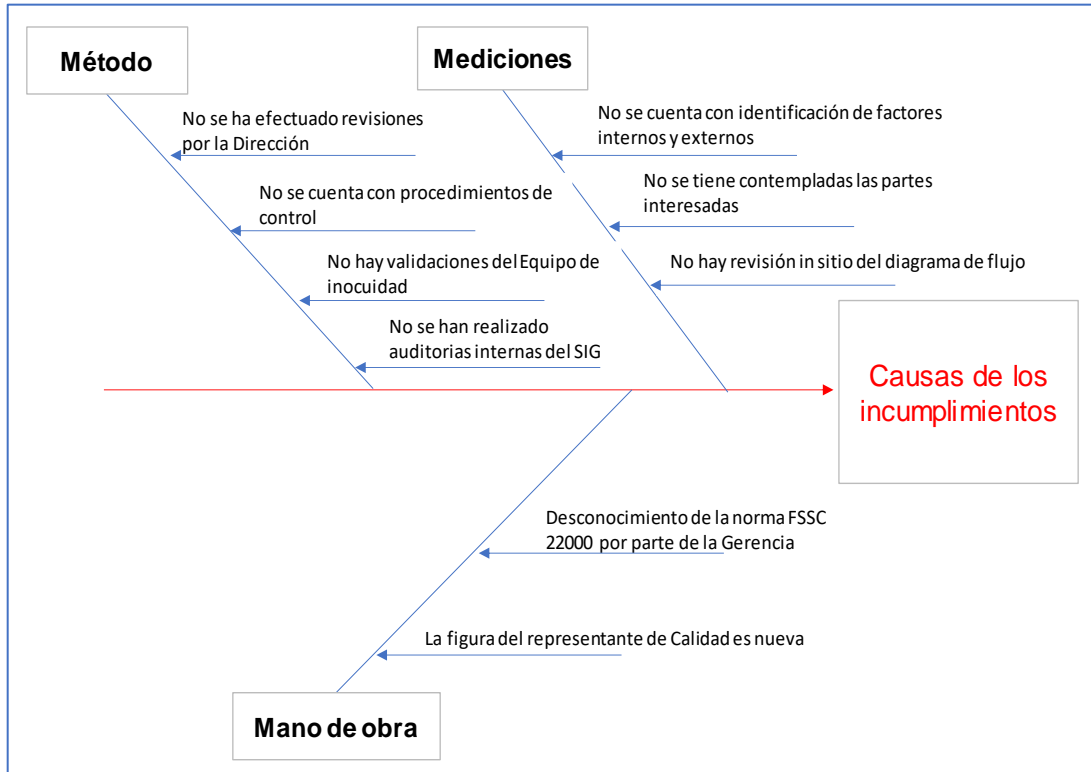 Método
Mediciones
No se ha efectuado revisiones
por la Dirección
No se cuenta con procedimientos de
control
No hay validaciones del Equipo de
inocuidad
No se han realizado
auditorias internas del SIG
No se cuenta con identificación de factores
internos y externos
No se tiene contempladas las partes
interesadas
No hay revisión in sitio del diagrama de flujo
Causas de los
incumplimientos
Desconocimiento de la norma FSSC
22000 por parte de la Gerencia
La figura del representante de Calidad es nueva
Mano de obra